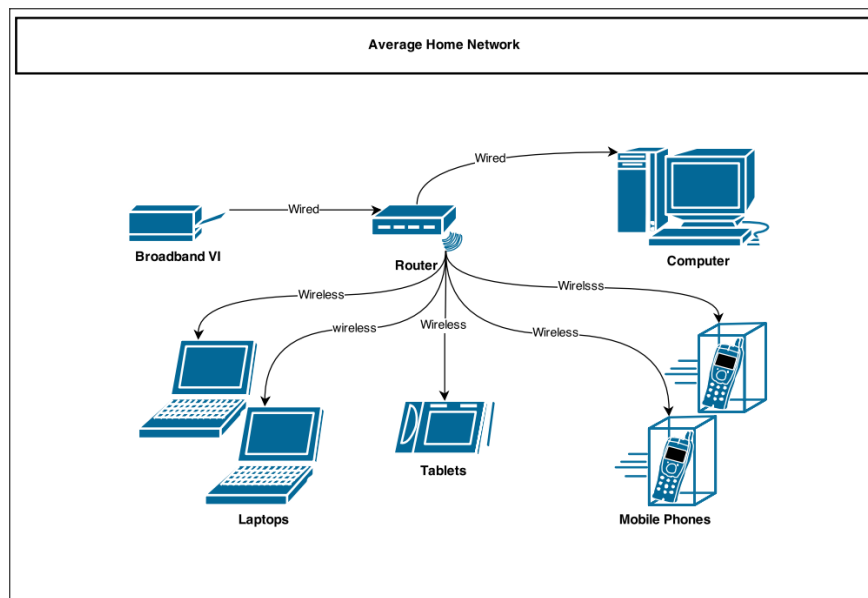 Average Home Network
Wired
Wired
Broadband VI
Router
Computer
Wireless
Wirelsss
wireless
Wireless
Wireless
Tablets
Laptops
Mobile Phones